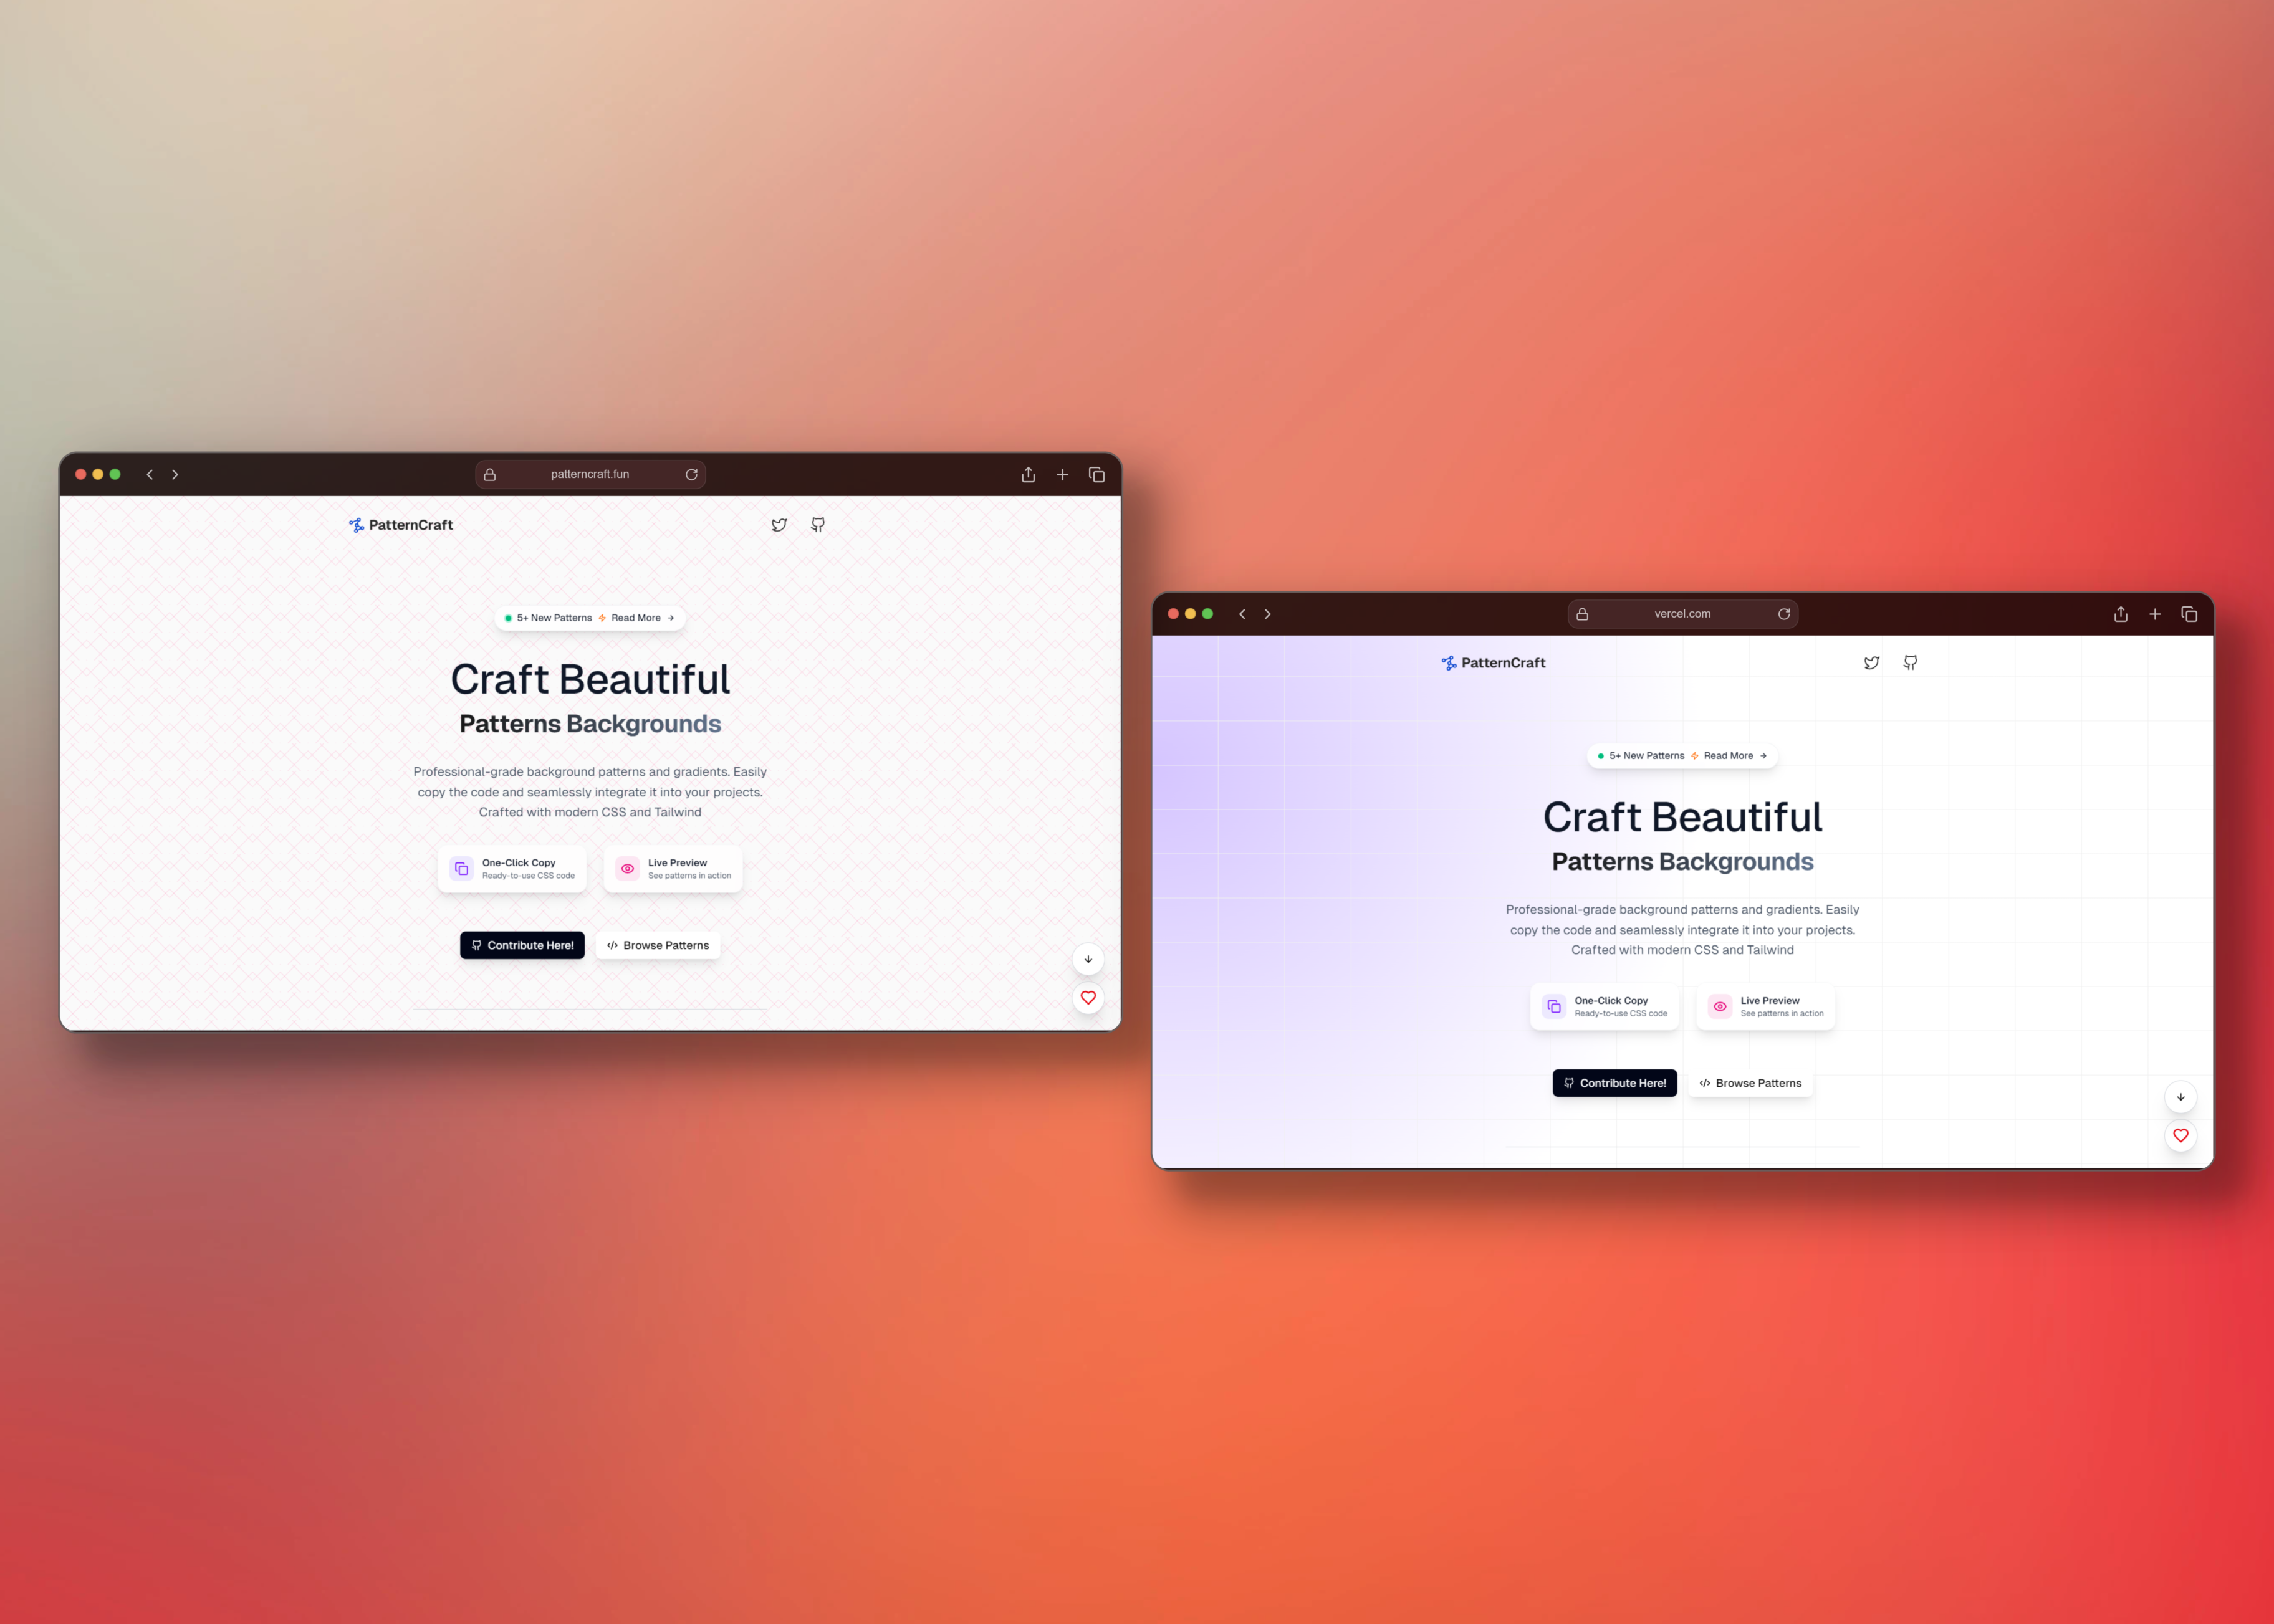 patterncraft.fun
PatternCraft
5+ New Patterns Read More →
Craft Beautiful
Patterns Backgrounds
Professional-grade background patterns and gradients. Easily
copy the code and seamlessly integrate it into your projects.
Crafted with modern CSS and Tailwind
One-Click Copy
Ready-to-use CSS code
Live Preview
See patterns in action
Contribute Here!
</> Browse Patterns
vercel.com
PatternCraft
5+ New Patterns Read More →
Craft Beautiful
Patterns Backgrounds
Professional-grade background patterns and gradients. Easily
copy the code and seamlessly integrate it into your projects.
Crafted with modern CSS and Tailwind
One-Click Copy
Ready-to-use CSS code
Live Preview
See patterns in action
Contribute Here!
</> Browse Patterns